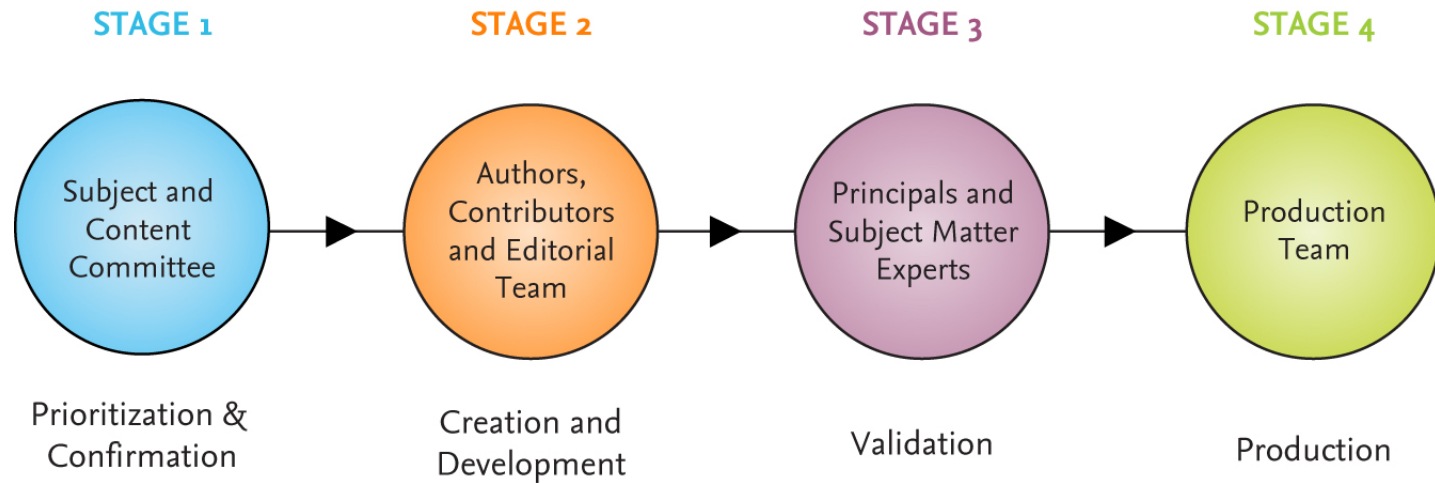 STAGE 1
STAGE 2
STAGE 3
STAGE 4
Subject and
Content
Committee
Authors,
Contributors
and Editorial
Team
Principals and
Subject Matter
Experts
Production
Team
Prioritization &
Confirmation
Creation and
Development
Validation
Production